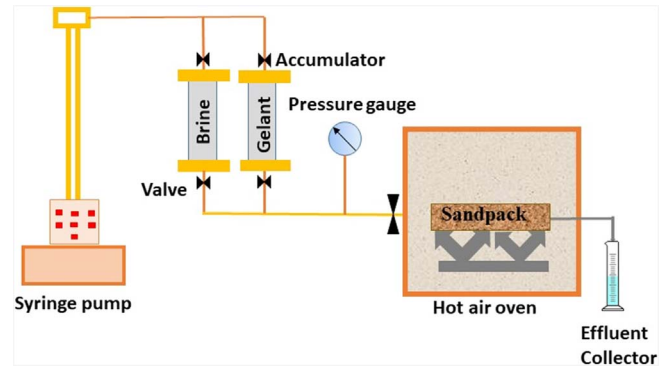 Accumulator
Brine
Gelant
Pressure gauge
Valve
Sandpack
Syringe pump
Hot air oven
Effluent
Collector